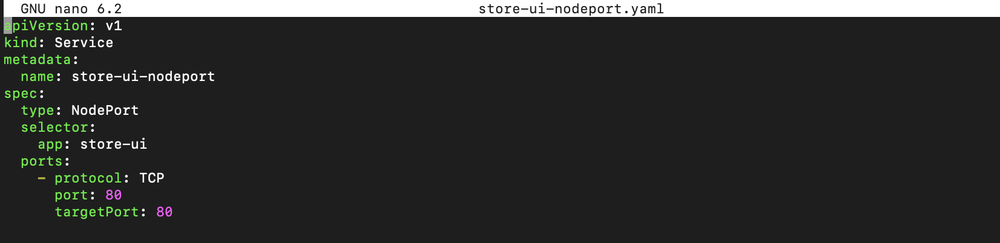 GNU nano 6.2 store-ui-nodeport.yaml
apiVersion: v1
kind: Service
metadata:
  name: store-ui-nodeport
spec:
  type: NodePort
  selector:
    app: store-ui
  ports:
    - protocol: TCP
      port: 80
      targetPort: 80